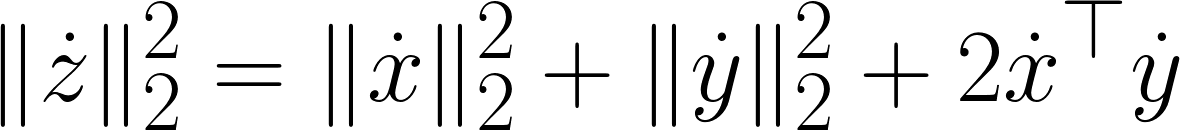 ‖ż‖₂² = ‖ẋ‖₂² + ‖ẏ‖₂² + 2ẋ^⊤ẏ